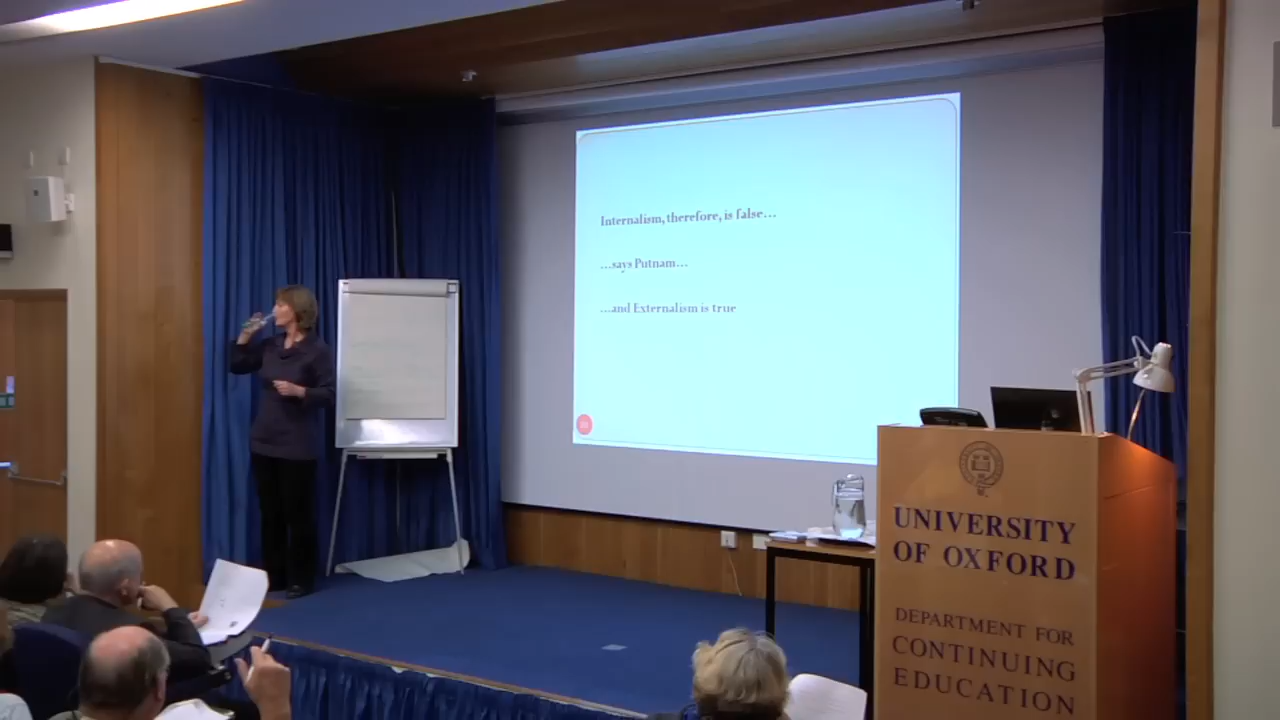 Internalism, therefore, is false…
…says Putnam…
…and Externalism is true
UNIVERSITY
OF OXFORD
DEPARTMENT FOR
CONTINUING
EDUCATION